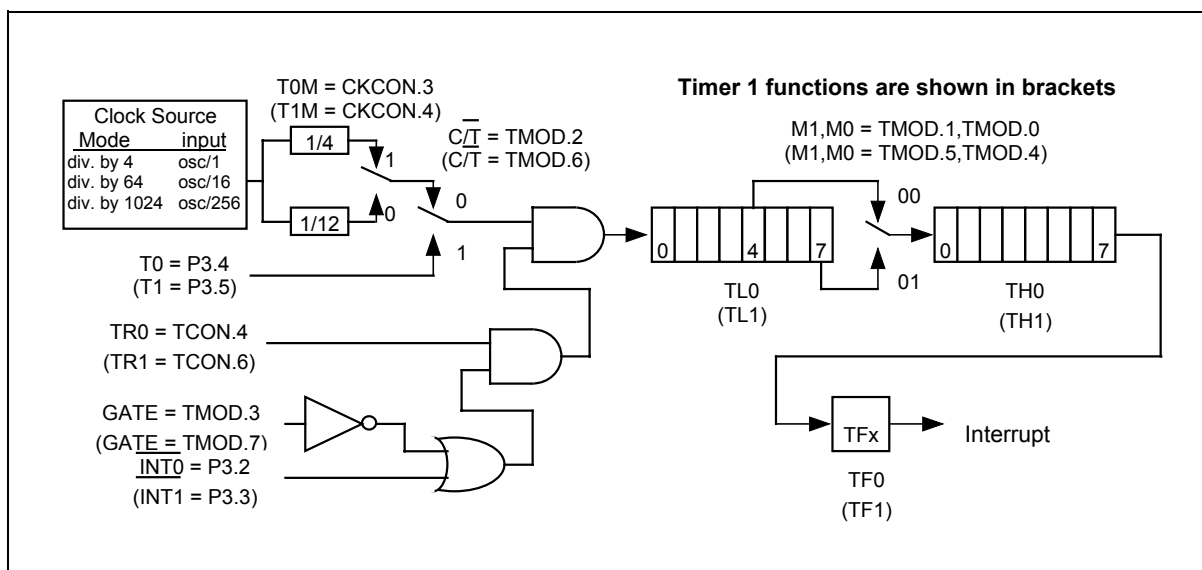 Timer 1 functions are shown in brackets
T0M = CKCON.3
(T1M = CKCON.4)
Clock Source
Mode input
div. by 4 osc/1
div. by 64 osc/16
div. by 1024 osc/256
1/4
1/12
1
0
C/T = TMOD.2
(C/T = TMOD.6)
0
1
T0 = P3.4
(T1 = P3.5)
M1,M0 = TMOD.1,TMOD.0
(M1,M0 = TMOD.5,TMOD.4)
0 4 7
TL0
(TL1)
00
01
0 7
TH0
(TH1)
TR0 = TCON.4
(TR1 = TCON.6)
GATE = TMOD.3
(GATE = TMOD.7)
INT0 = P3.2
(INT1 = P3.3)
TFx
Interrupt
TF0
(TF1)